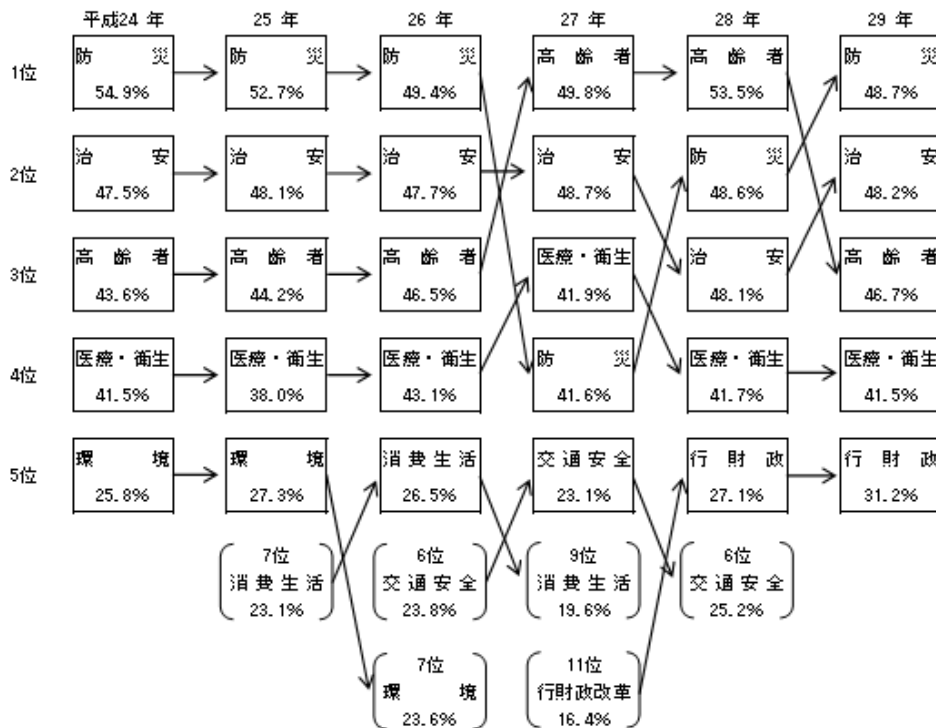 平成24年 25年 26年 27年 28年 29年
1位
防災 防災 防災 高齢者 高齢者 防災
54.9% 52.7% 49.4% 49.8% 53.5% 48.7%
2位
治安 治安 治安 治安 防災 治安
47.5% 48.1% 47.7% 48.7% 48.6% 48.2%
3位
高齢者 高齢者 高齢者 医療・衛生 治安 高齢者
43.6% 44.2% 46.5% 41.9% 48.1% 46.7%
4位
医療・衛生 医療・衛生 医療・衛生 防災 医療・衛生 医療・衛生
41.5% 38.0% 43.1% 41.6% 41.7% 41.5%
5位
環境 環境 消費生活 交通安全 行財政 行財政
25.8% 27.3% 26.5% 23.1% 27.1% 31.2%
7位 6位 9位 6位
消費生活 交通安全 消費生活 交通安全
23.1% 23.8% 19.6% 25.2%
7位 11位
環境 行財政改革
23.6% 16.4%